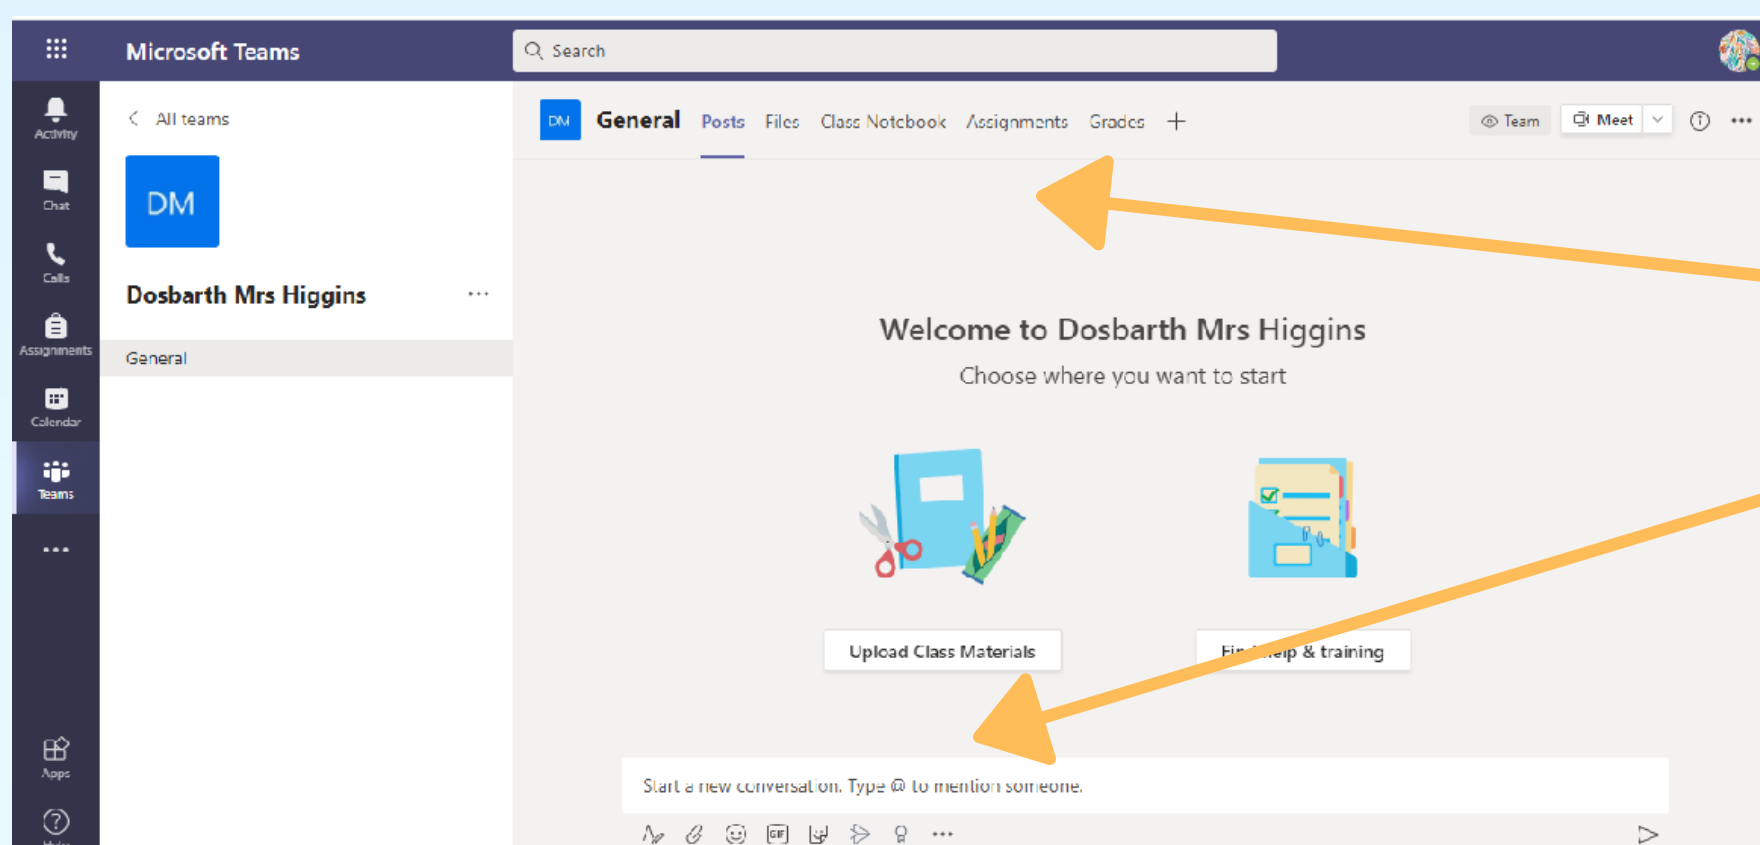 Microsoft Teams
Search
Activity
Chat
Calls
Assignments
Calendar
Teams
Apps
All teams
DM
Dosbarth Mrs Higgins
General
DM
General Posts Files Class Notebook Assignments Grades
Team
Meet
Welcome to Dosbarth Mrs Higgins
Choose where you want to start
Upload Class Materials
help & training
Start a new conversation. Type @ to mention someone.
GIF